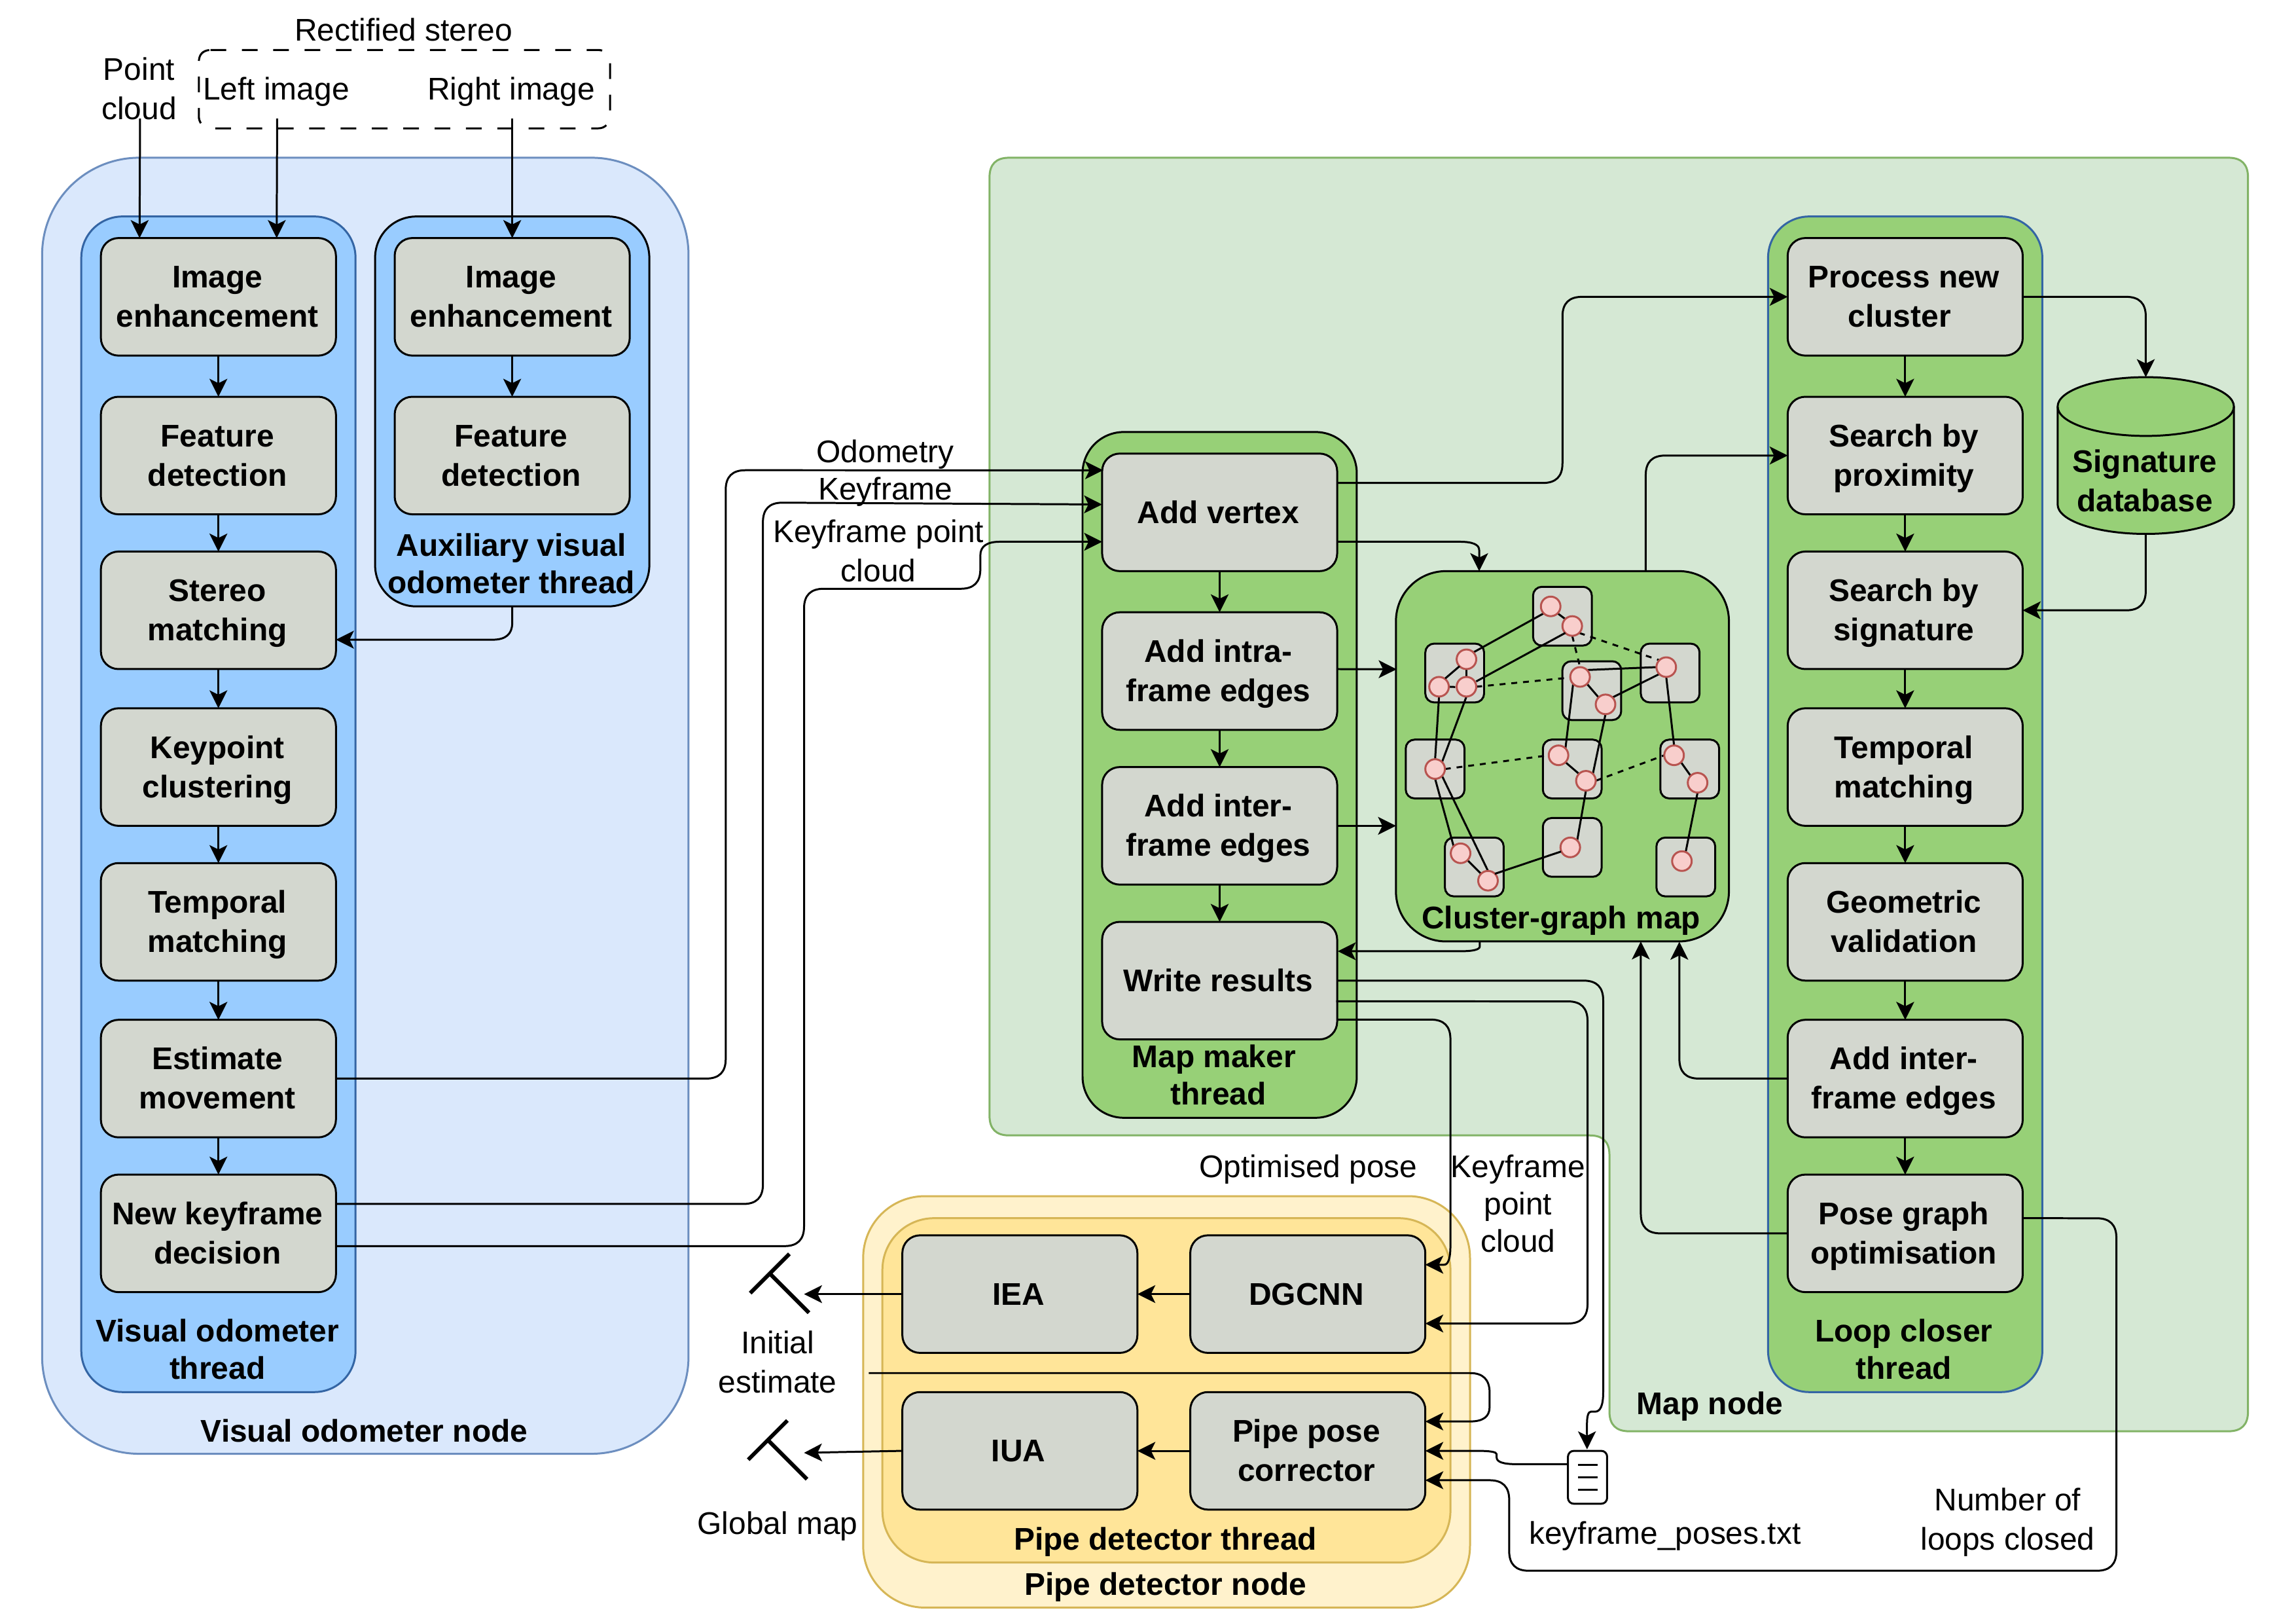 Rectified stereo
Point
cloud
Left image
Right image
Image
enhancement
Feature
detection
Stereo
matching
Keypoint
clustering
Temporal
matching
Estimate
movement
New keyframe
decision
Visual odometer
thread
Image
enhancement
Feature
detection
Auxiliary visual
odometer thread
Visual odometer node
Odometry
Keyframe
Keyframe point
cloud
Add vertex
Add intra-
frame edges
Add inter-
frame edges
Write results
Map maker
thread
Cluster-graph map
Process new
cluster
Search by
proximity
Search by
signature
Temporal
matching
Geometric
validation
Add inter-
frame edges
Pose graph
optimisation
Loop closer
thread
Signature
database
Map node
Optimised pose
Keyframe
point
cloud
IEA
DGCNN
IUA
Pipe pose
corrector
Pipe detector thread
Pipe detector node
Initial
estimate
Global map
keyframe_poses.txt
Number of
loops closed